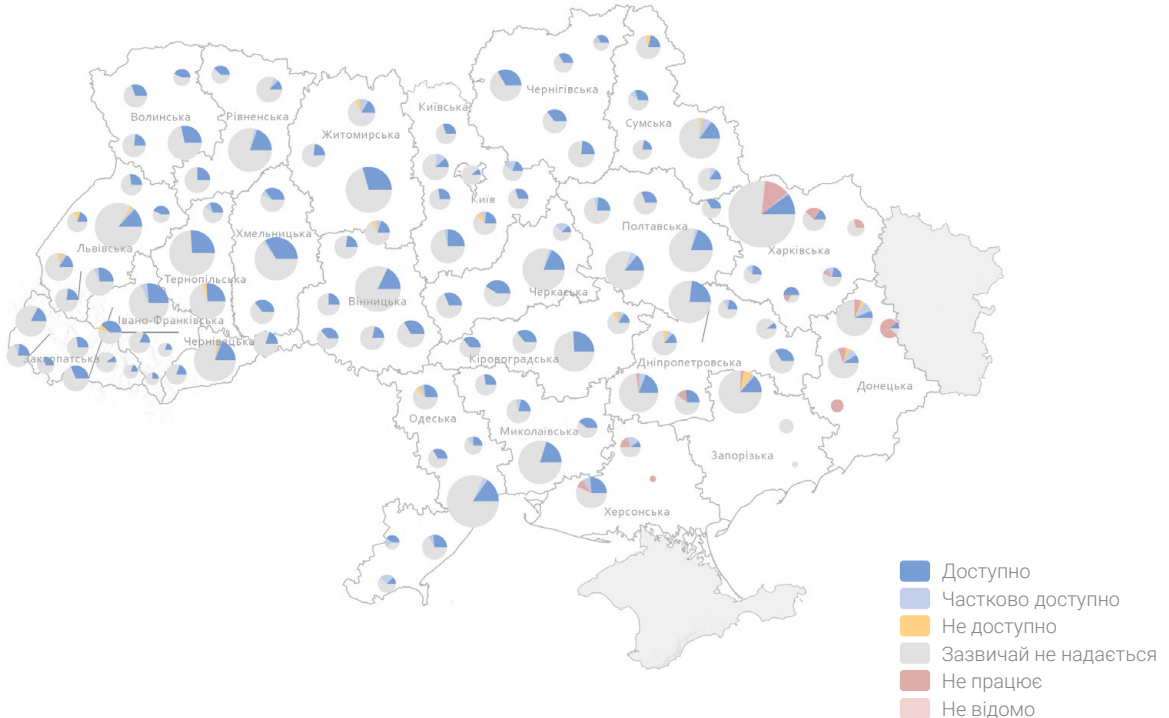 Київська
Чернігівська
Волинська
Рівненська
Сумська
Житомирська
Київ
Полтавська
Хмельницька
Львівська
Харківська
Тернопільська
Черкаська
Вінницька
Івано-Франківська
Чернівецька
Закарпатська
Кіровоградська
Дніпропетровська
Донецька
Одеська
Миколаївська
Запорізька
Херсонська
Доступно
Частково доступно
Не доступно
Зазвичай не надається
Не працює
Не відомо